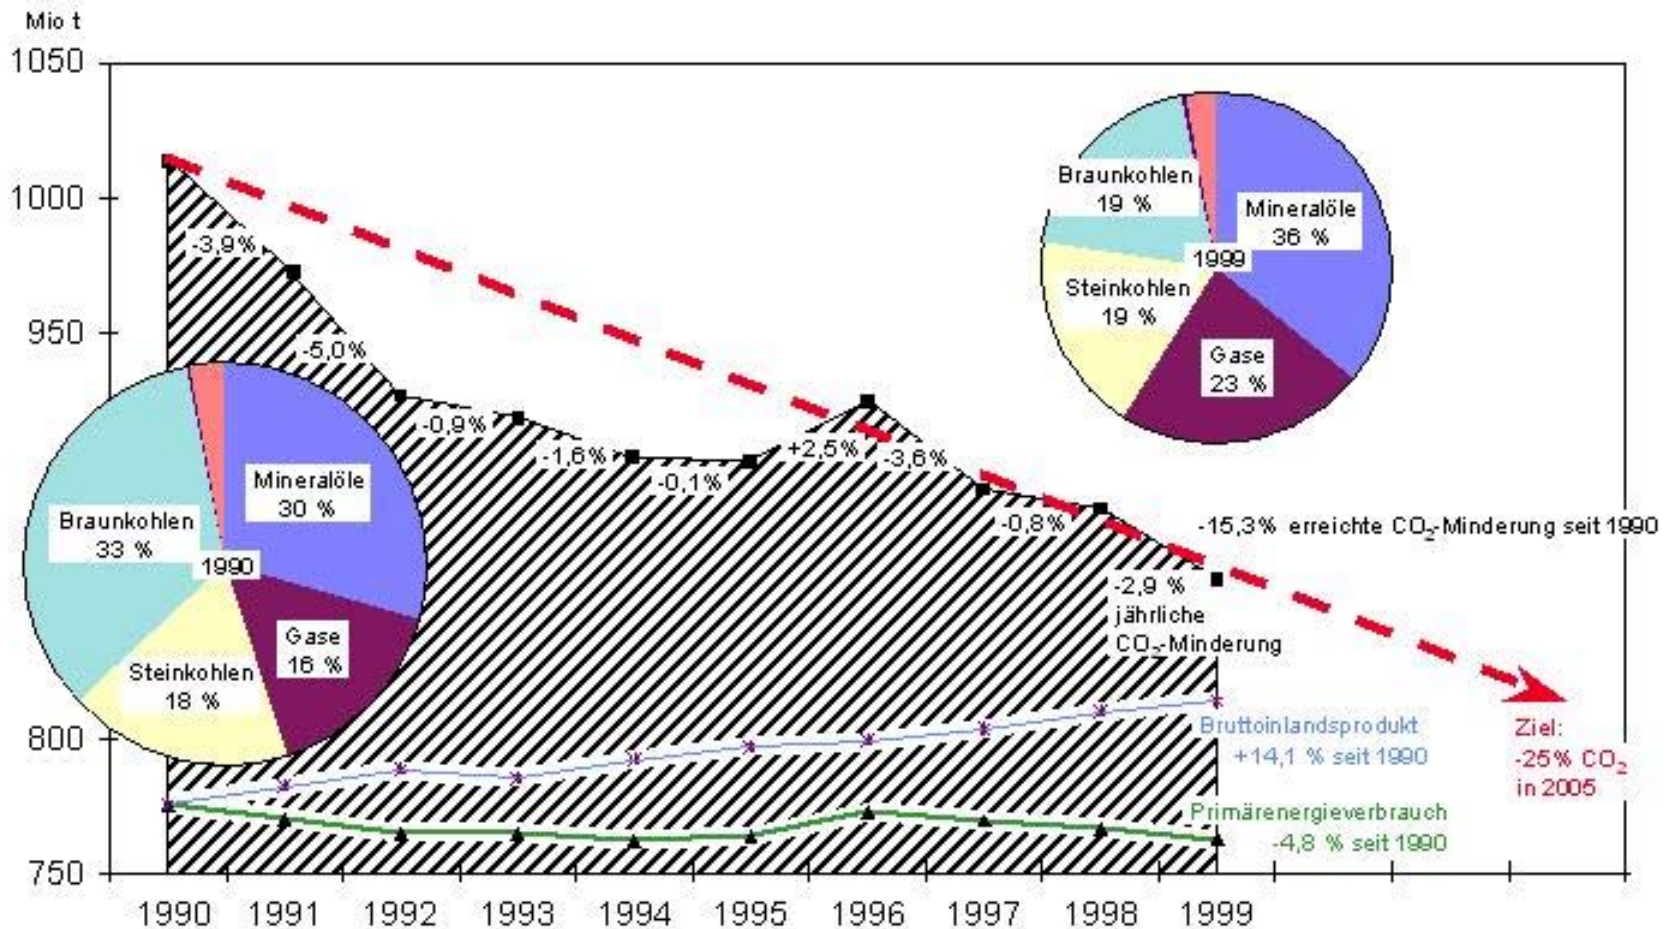 Mio t
1050
1000
950
800
750
-3,9%
-5,0%
-0,9%
-1,6%
-0,1%
+2,5%
-3,6%
-0,8%
-2,9 %
jährliche
CO₂-Minderung
-15,3% erreichte CO₂-Minderung seit 1990
Braunkohlen
19 %
Mineralöle
36 %
1999
Steinkohlen
19 %
Gase
23 %
Mineralöle
30 %
Braunkohlen
33 %
1990
Gase
16 %
Steinkohlen
18 %
Bruttoinlandsprodukt
+14,1 % seit 1990
Ziel:
-25% CO₂
in 2005
Primärenergieverbrauch
-4,8 % seit 1990
1990 1991 1992 1993 1994 1995 1996 1997 1998 1999